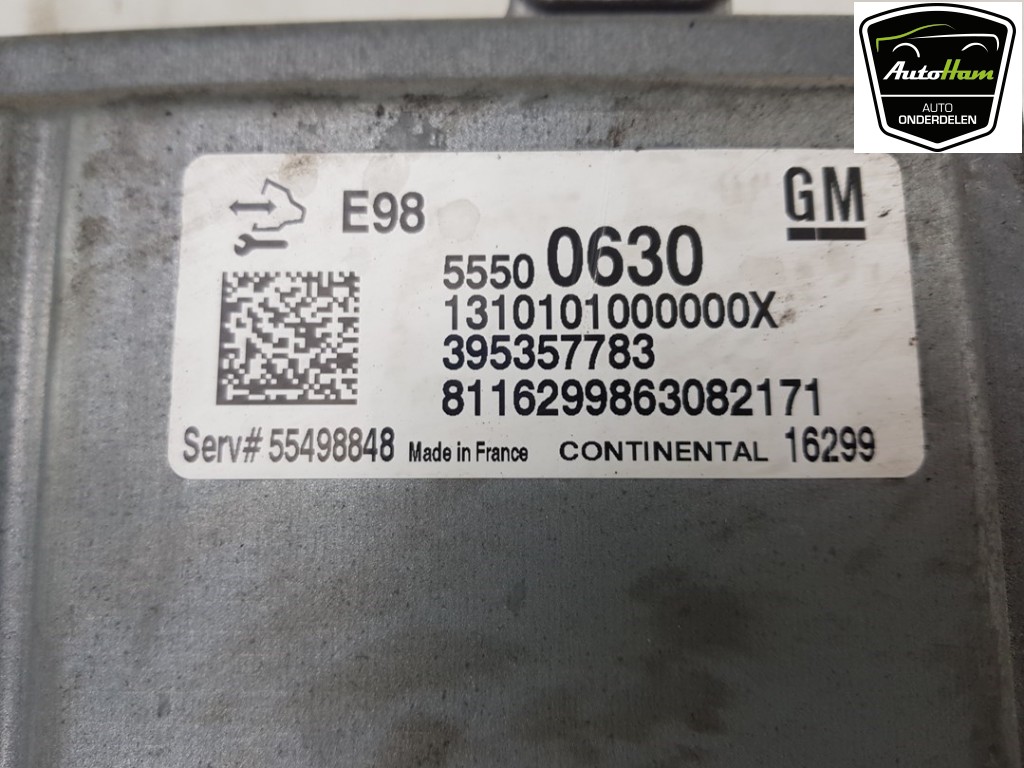 AutoHam
AUTO
ONDERDELEN
E98
GM
5550 0630
1310101000000X
395357783
8116299863082171
Serv# 55498848 Made in France CONTINENTAL 16299